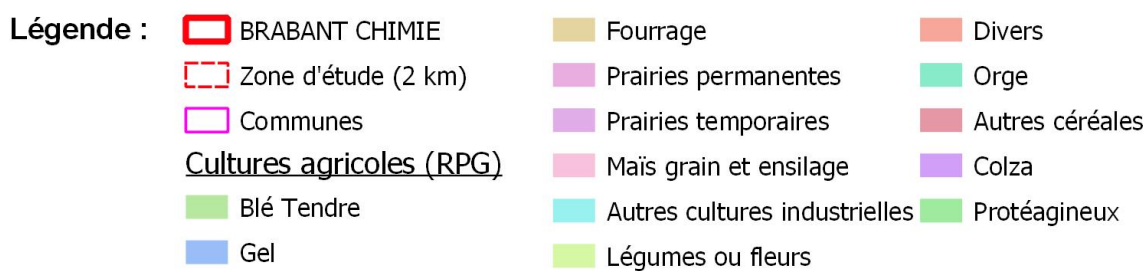 Légende :
BRABANT CHIMIE
Zone d'étude (2 km)
Communes
Cultures agricoles (RPG)
Blé Tendre
Gel
Fourrage
Prairies permanentes
Prairies temporaires
Maïs grain et ensilage
Autres cultures industrielles
Légumes ou fleurs
Divers
Orge
Autres céréales
Colza
Protéagineux